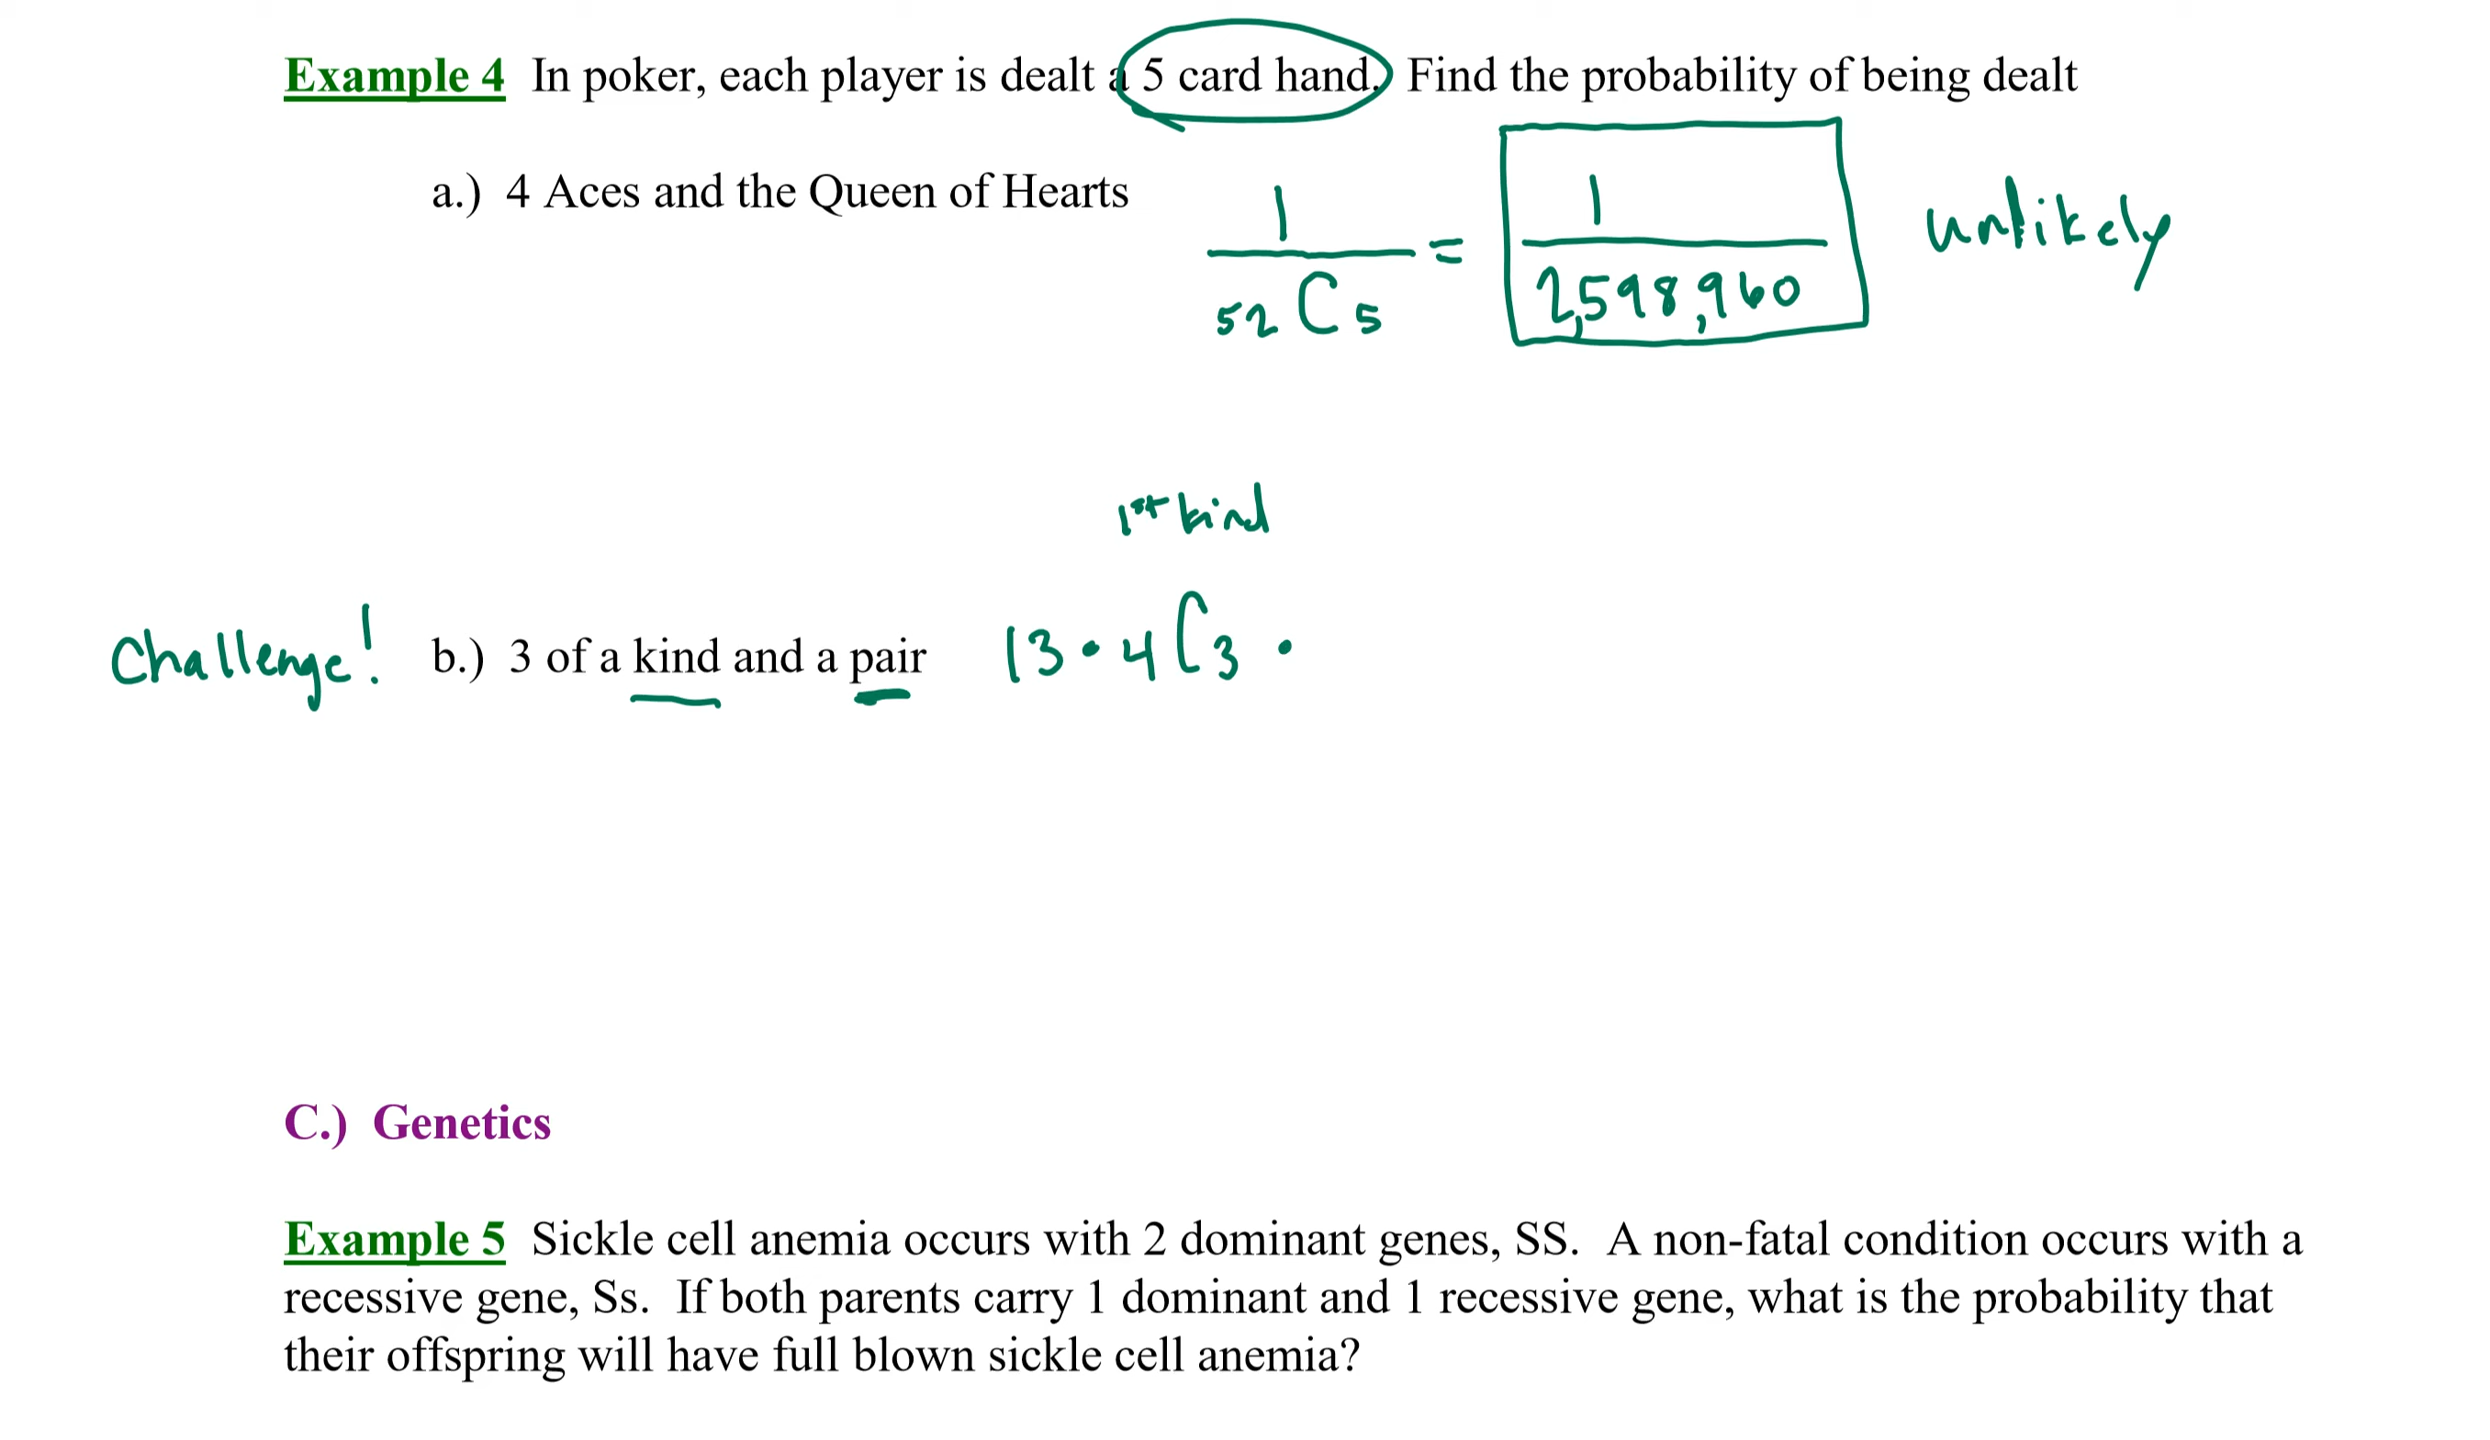 Example 4 In poker, each player is dealt a 5 card hand. Find the probability of being dealt
a.) 4 Aces and the Queen of Hearts
1 / 52 C 5 = 1 / 2,598,960 unlikely
1st kind
Challenge! b.) 3 of a kind and a pair 13 • 4 C 3 •
C.) Genetics
Example 5 Sickle cell anemia occurs with 2 dominant genes, SS. A non-fatal condition occurs with a
recessive gene, Ss. If both parents carry 1 dominant and 1 recessive gene, what is the probability that
their offspring will have full blown sickle cell anemia?